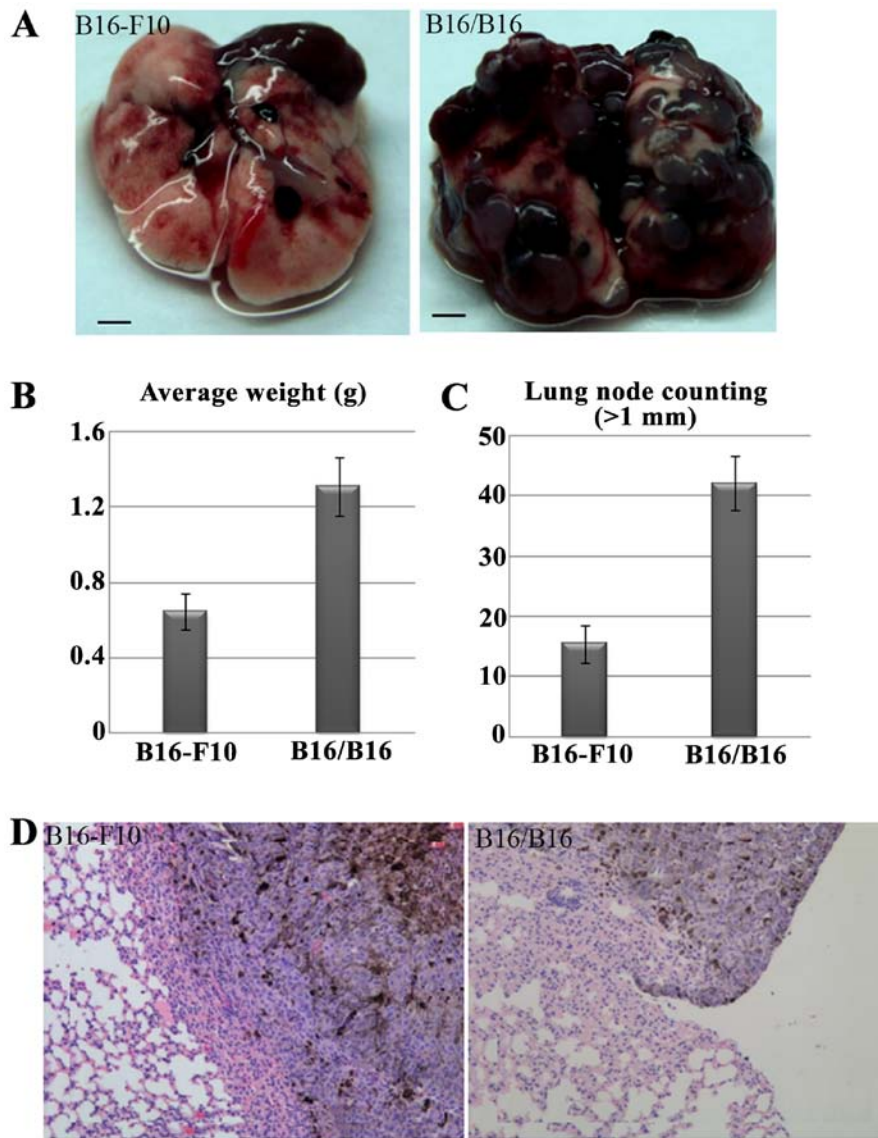 A
B16-F10
B16/B16
B
Average weight (g)
1.6
1.2
0.8
0.4
0
B16-F10
B16/B16
C
Lung node counting
(>1 mm)
50
40
30
20
10
0
B16-F10
B16/B16
D
B16-F10
B16/B16